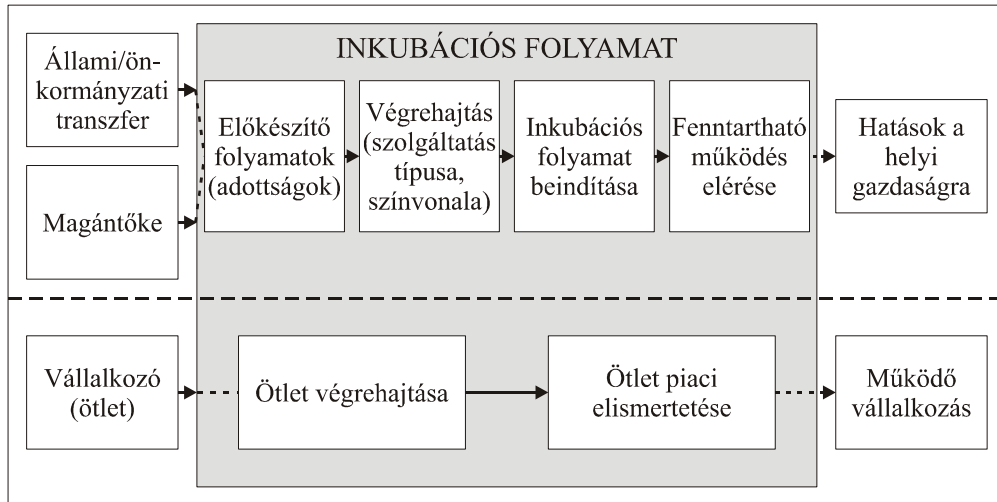 INKUBÁCIÓS FOLYAMAT
Állami/ön-
kormányzati
transzfer
Magántőke
Előkészítő
folyamatok
(adottságok)
Végrehajtás
(szolgáltatás
típusa,
színvonala)
Inkubációs
folyamat
beindítása
Fenntartható
működés
elérése
Hatások a
helyi
gazdaságra
Vállalkozó
(ötlet)
Ötlet végrehajtása
Ötlet piaci
elismertetése
Működő
vállalkozás